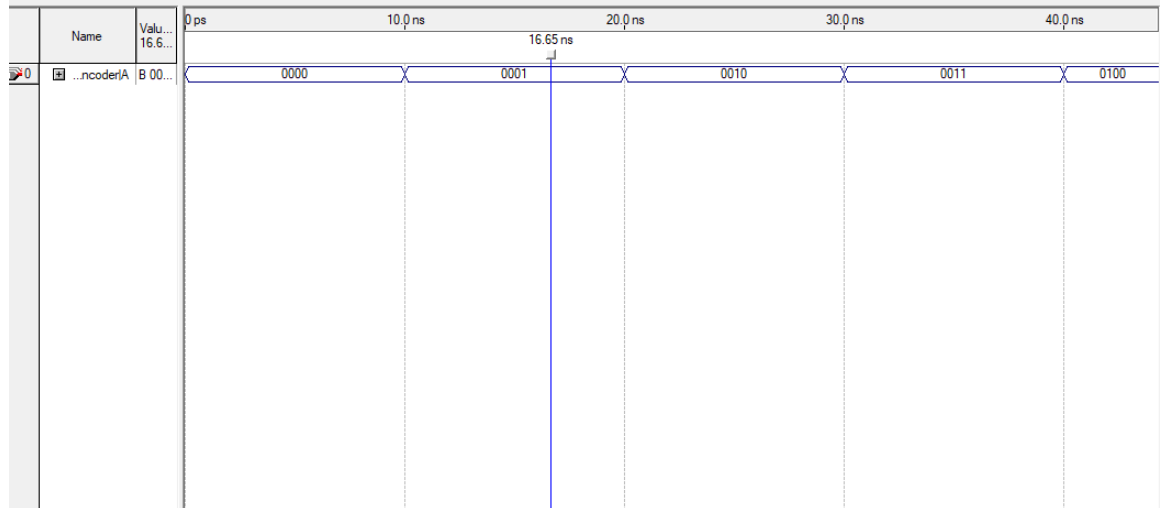 Name Valu... 16.6...
0 ps 10.0 ns 20.0 ns 30.0 ns 40.0 ns
16.65 ns
0 ...ncoder|A B 00... 0000 0001 0010 0011 0100